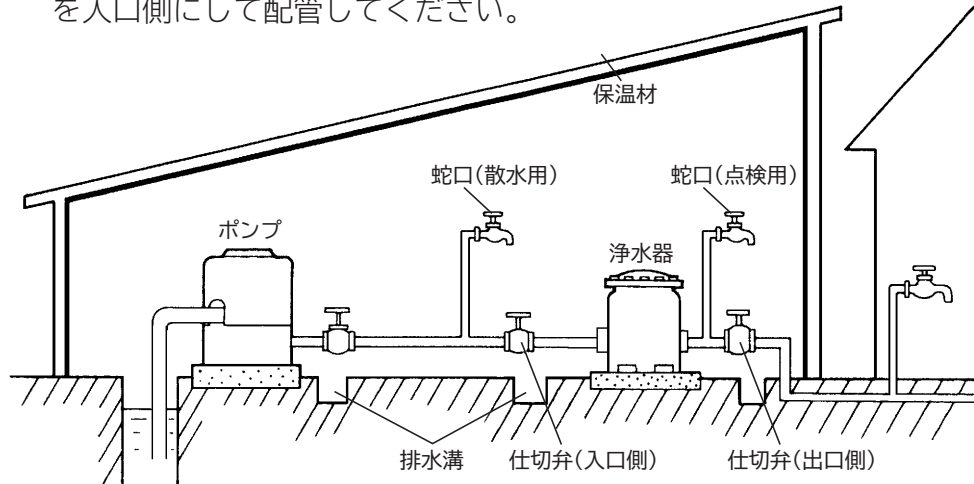 を入口側にして配管してください。
保温材
蛇口(散水用)
蛇口(点検用)
ポンプ
浄水器
排水溝
仕切弁(入口側)
仕切弁(出口側)